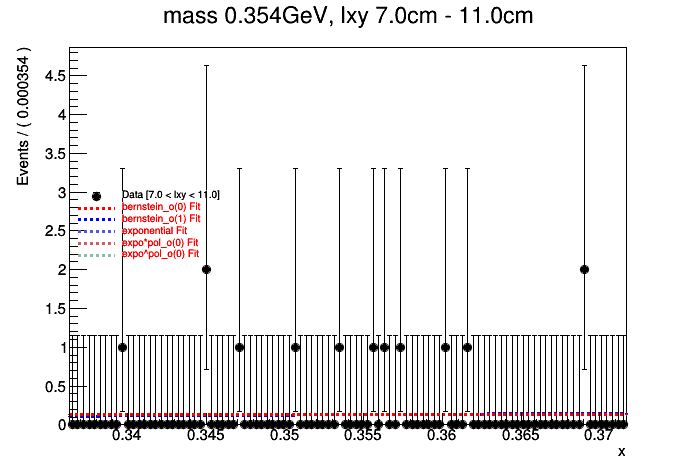 mass 0.354GeV, lxy 7.0cm - 11.0cm
Events / ( 0.000354 )
4.5
4
3.5
3
2.5
2
1.5
1
0.5
0
Data [7.0 < lxy < 11.0]
bernstein_o(0) Fit
bernstein_o(1) Fit
exponential Fit
expo*pol_o(0) Fit
expo^pol_o(0) Fit
0.34 0.345 0.35 0.355 0.36 0.365 0.37
x